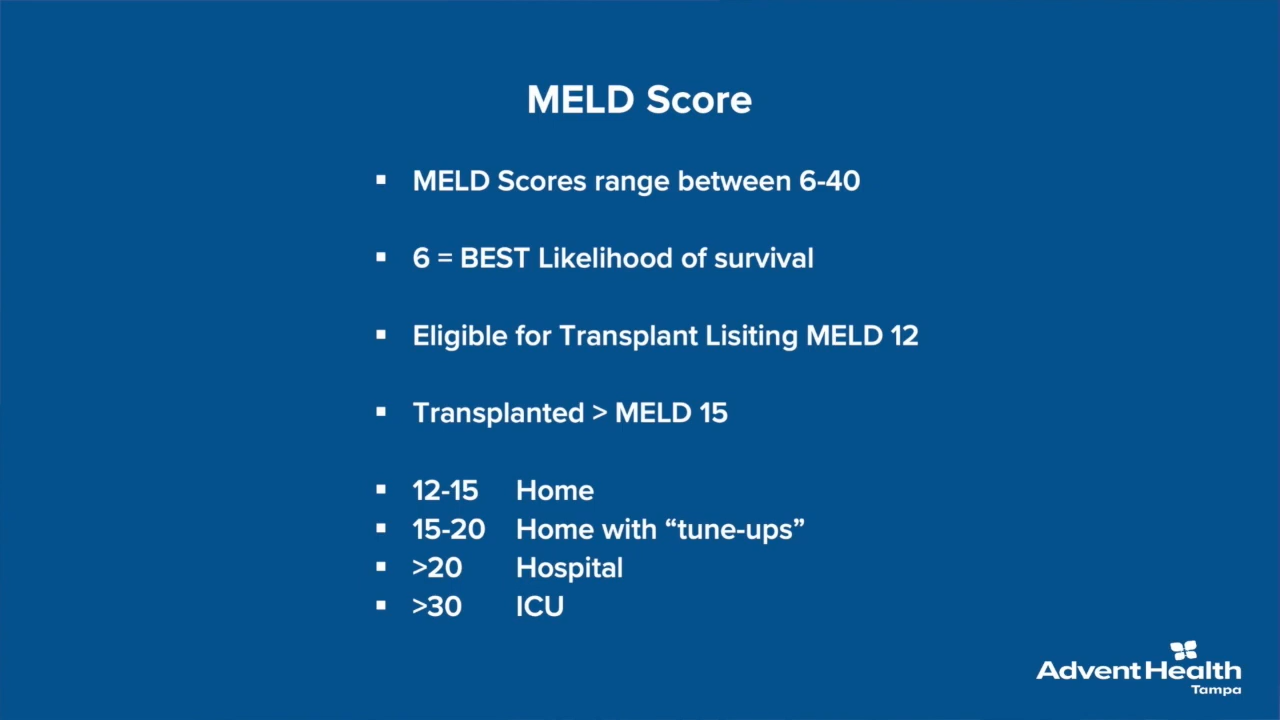 MELD Score
▪ MELD Scores range between 6-40
▪ 6 = BEST Likelihood of survival
▪ Eligible for Transplant Lisiting MELD 12
▪ Transplanted > MELD 15
▪ 12-15 Home
▪ 15-20 Home with “tune-ups”
▪ >20 Hospital
▪ >30 ICU
AdventHealth
Tampa